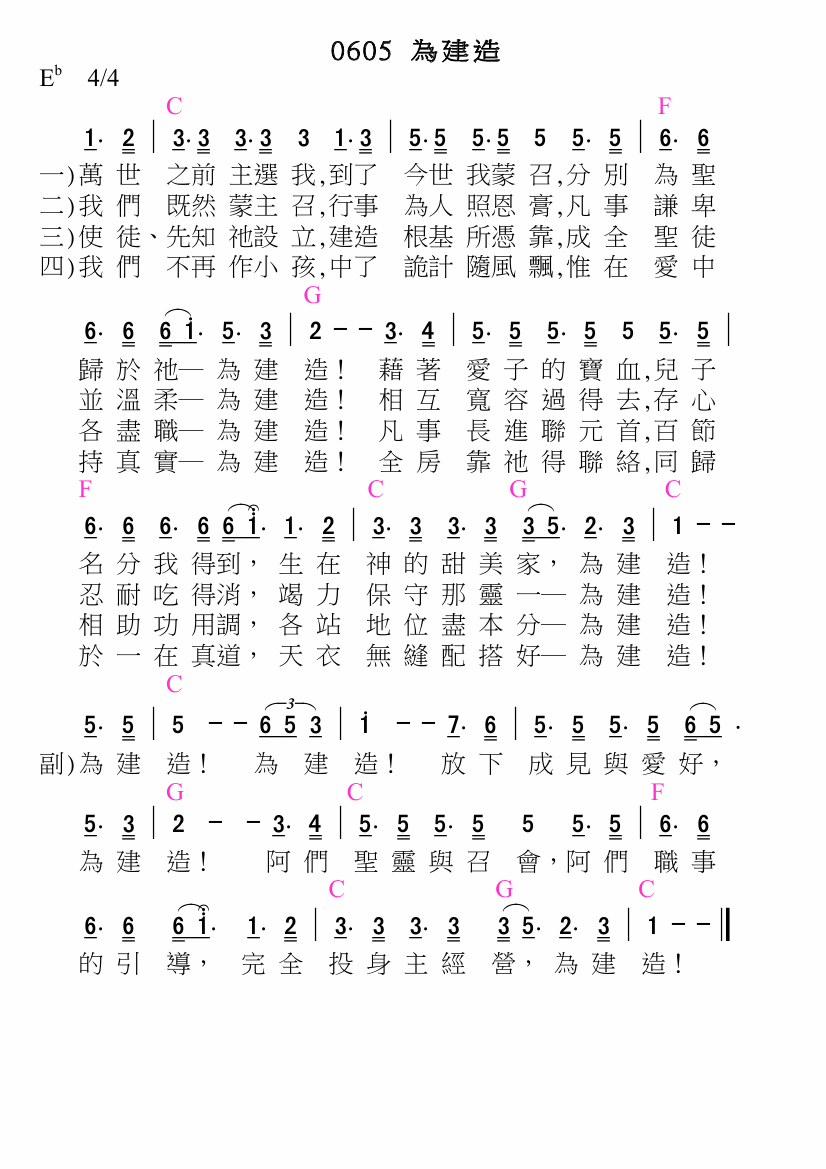 0605 為建造
E♭ 4/4
C F
1· 2 | 3· 3 3· 3 3 1· 3 | 5· 5 5· 5 5 5· 5 | 6· 6
一)萬世 之前 主選 我,到了 今世 我蒙 召,分別 為聖
二)我們 既然 蒙主 召,行事 為人 照恩 膏,凡事 謙卑
三)使徒、先知 祂設 立,建造 根基 所憑 靠,成全 聖徒
四)我們 不再 作小 孩,中了 詭計 隨風 飄,惟在 愛中
G
6· 6 6 1· 5· 3 | 2 - - 3· 4 | 5· 5 5· 5 5 5· 5 |
歸於祂—為建 造! 藉著 愛子的寶血,兒子
並溫柔—為建 造! 相互 寬容過得去,存心
各盡職—為建 造! 凡事 長進聯元首,百節
持真實—為建 造! 全房 靠祂得聯絡,同歸
F C G C
6· 6 6· 6 6 1· 1· 2 | 3· 3 3· 3 3 5· 2· 3 | 1 - -
名分我得到, 生在 神的甜美家, 為建 造!
忍耐吃得消, 竭力 保守那靈一—為建 造!
相助功用調, 各站 地位盡本分—為建 造!
於一在真道, 天衣 無縫配搭好—為建 造!
C
3
5· 5 | 5 - - 6 5 3 | 1 - - 7· 6 | 5· 5 5· 5 6 5 ·
副)為建 造! 為 建 造! 放下 成見與愛好,
G C F
5· 3 | 2 - - 3· 4 | 5· 5 5· 5 5 5· 5 | 6· 6
為建 造! 阿們 聖靈與召 會,阿們 職事
C G C
6· 6 6 1· 1· 2 | 3· 3 3· 3 3 5· 2· 3 | 1 - - ‖
的引 導, 完全 投身主經 營, 為建 造!